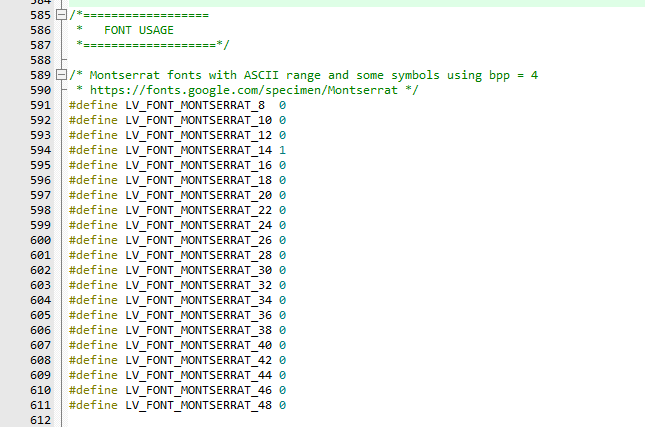 584
585 /*==================
586 *   FONT USAGE
587 *===================*/
588
589 /* Montserrat fonts with ASCII range and some symbols using bpp = 4
590 * https://fonts.google.com/specimen/Montserrat */
591 #define LV_FONT_MONTSERRAT_8  0
592 #define LV_FONT_MONTSERRAT_10 0
593 #define LV_FONT_MONTSERRAT_12 0
594 #define LV_FONT_MONTSERRAT_14 1
595 #define LV_FONT_MONTSERRAT_16 0
596 #define LV_FONT_MONTSERRAT_18 0
597 #define LV_FONT_MONTSERRAT_20 0
598 #define LV_FONT_MONTSERRAT_22 0
599 #define LV_FONT_MONTSERRAT_24 0
600 #define LV_FONT_MONTSERRAT_26 0
601 #define LV_FONT_MONTSERRAT_28 0
602 #define LV_FONT_MONTSERRAT_30 0
603 #define LV_FONT_MONTSERRAT_32 0
604 #define LV_FONT_MONTSERRAT_34 0
605 #define LV_FONT_MONTSERRAT_36 0
606 #define LV_FONT_MONTSERRAT_38 0
607 #define LV_FONT_MONTSERRAT_40 0
608 #define LV_FONT_MONTSERRAT_42 0
609 #define LV_FONT_MONTSERRAT_44 0
610 #define LV_FONT_MONTSERRAT_46 0
611 #define LV_FONT_MONTSERRAT_48 0
612